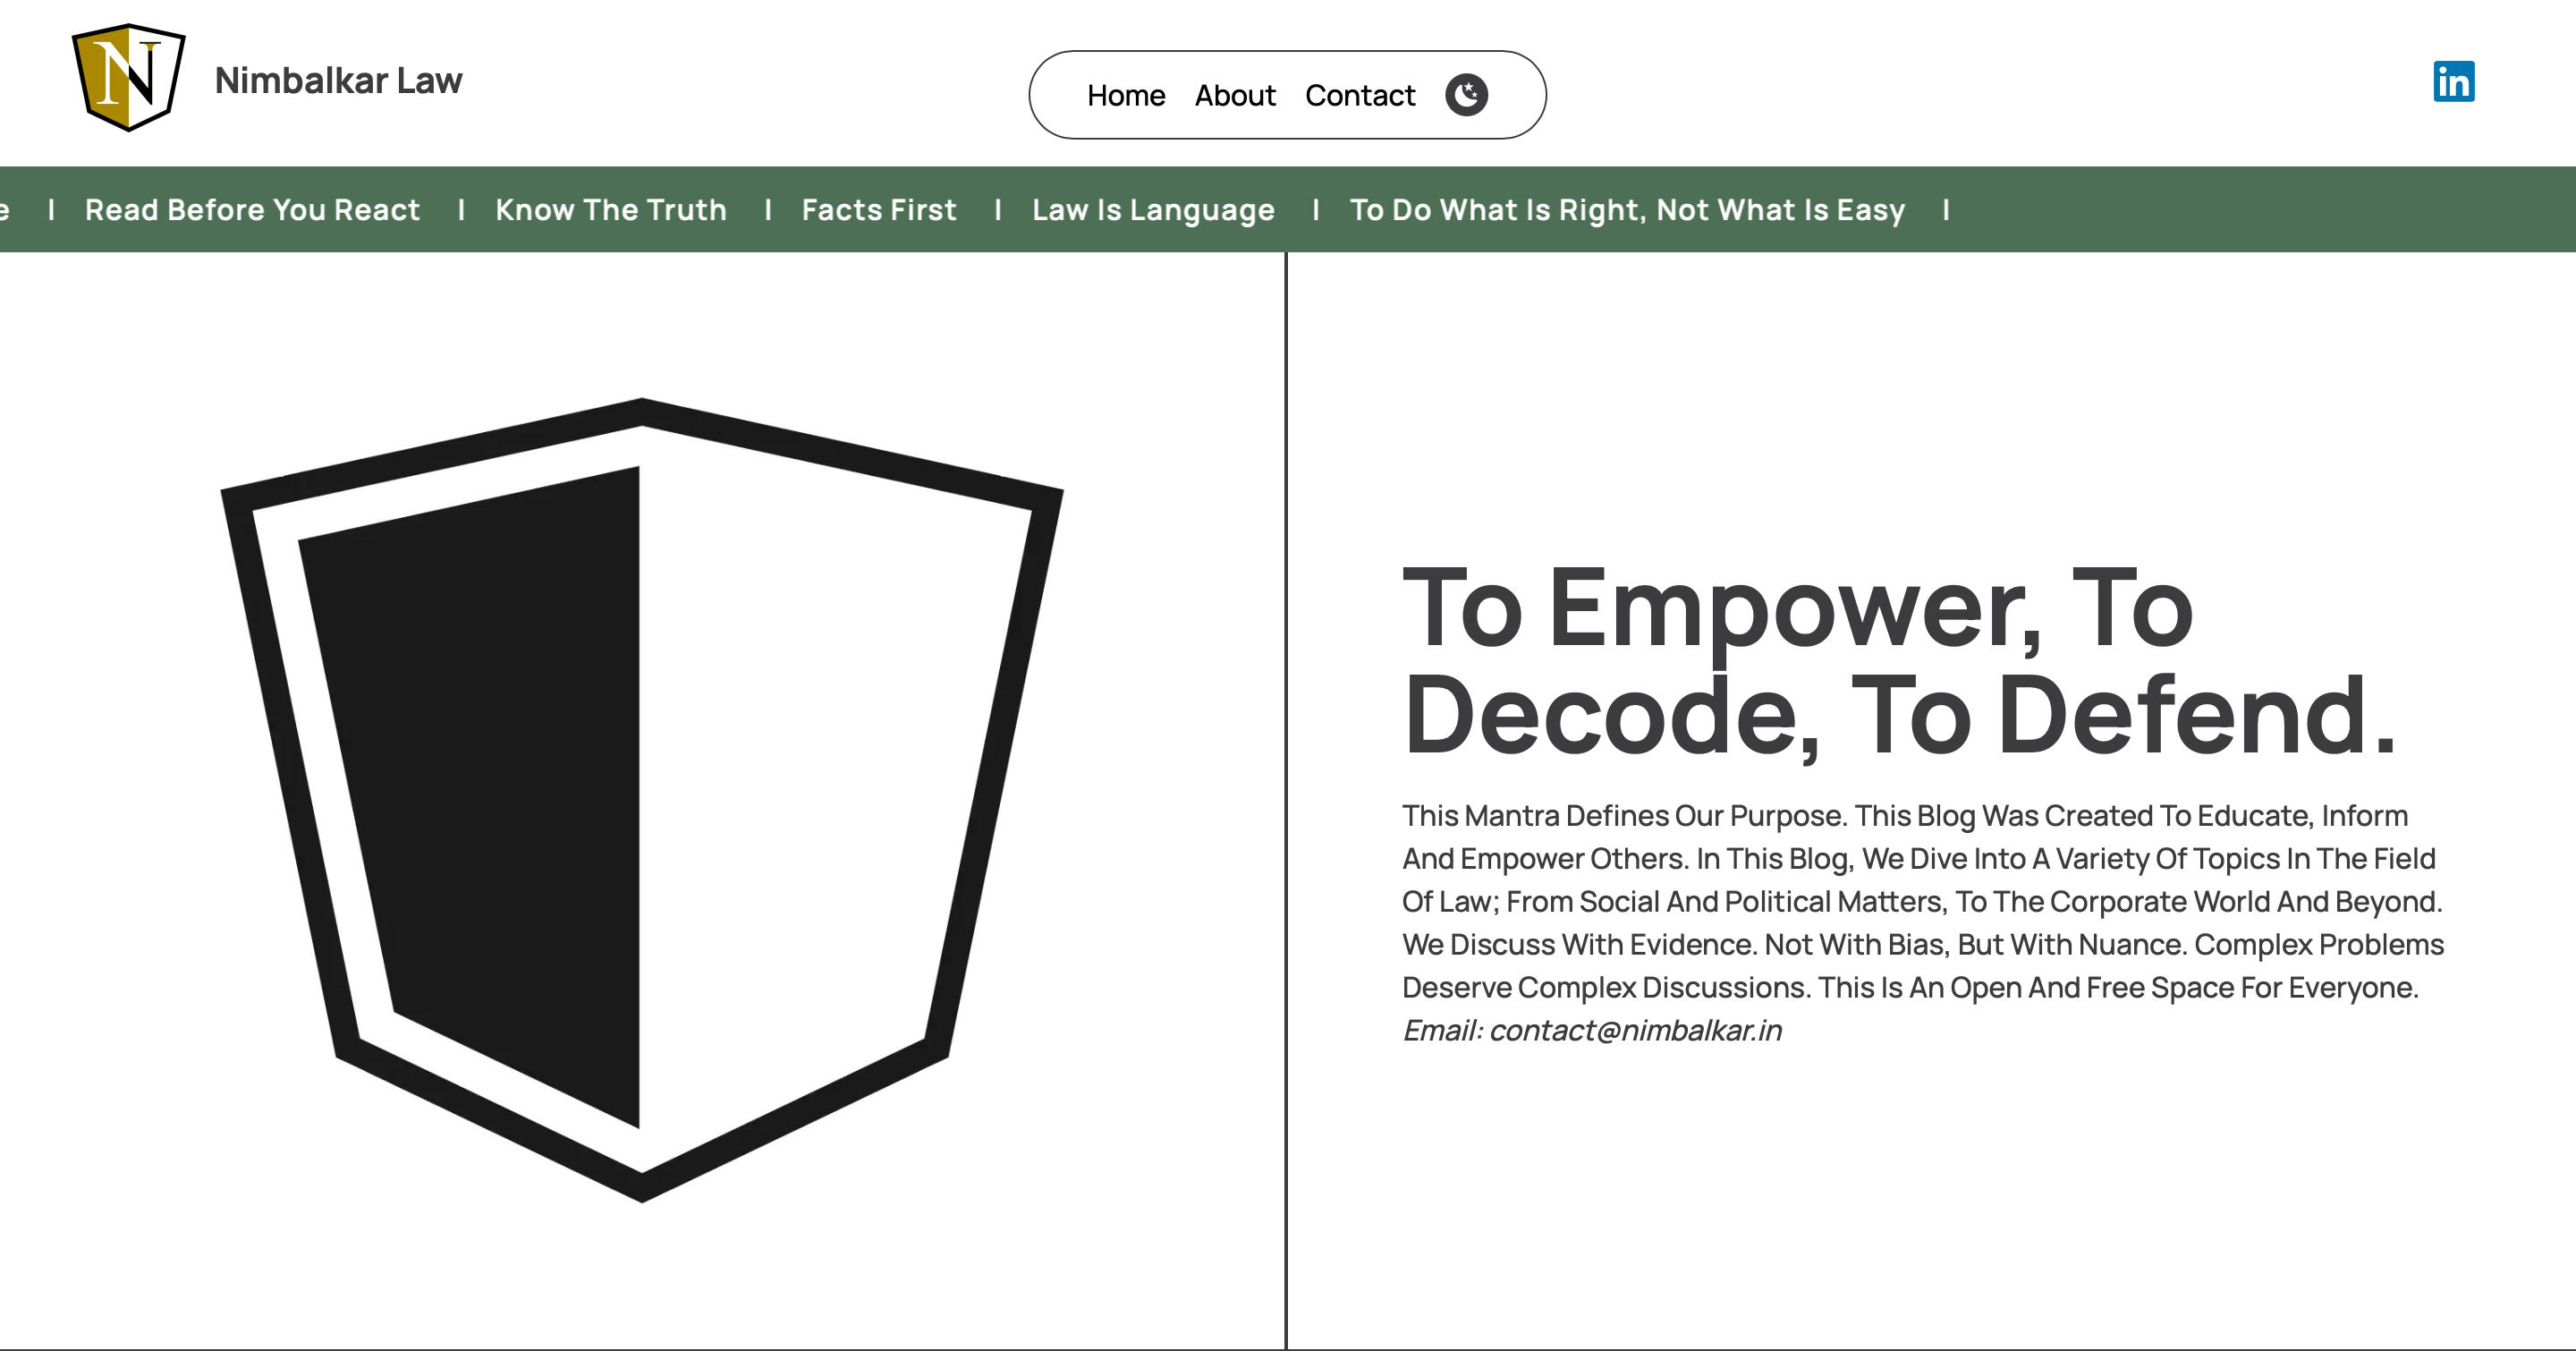 N
Nimbalkar Law
Home About Contact
in
e | Read Before You React | Know The Truth | Facts First | Law Is Language | To Do What Is Right, Not What Is Easy |
To Empower, To
Decode, To Defend.
This Mantra Defines Our Purpose. This Blog Was Created To Educate, Inform
And Empower Others. In This Blog, We Dive Into A Variety Of Topics In The Field
Of Law; From Social And Political Matters, To The Corporate World And Beyond.
We Discuss With Evidence. Not With Bias, But With Nuance. Complex Problems
Deserve Complex Discussions. This Is An Open And Free Space For Everyone.
Email: contact@nimbalkar.in